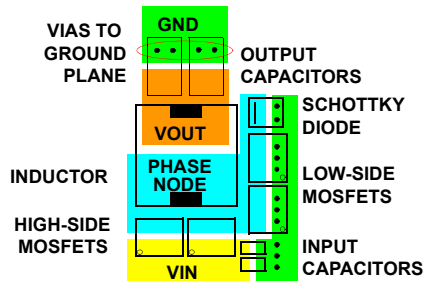 VIAS TO
GROUND
PLANE
GND
OUTPUT
CAPACITORS
SCHOTTKY
DIODE
VOUT
INDUCTOR
PHASE
NODE
LOW-SIDE
MOSFETS
HIGH-SIDE
MOSFETS
VIN
INPUT
CAPACITORS